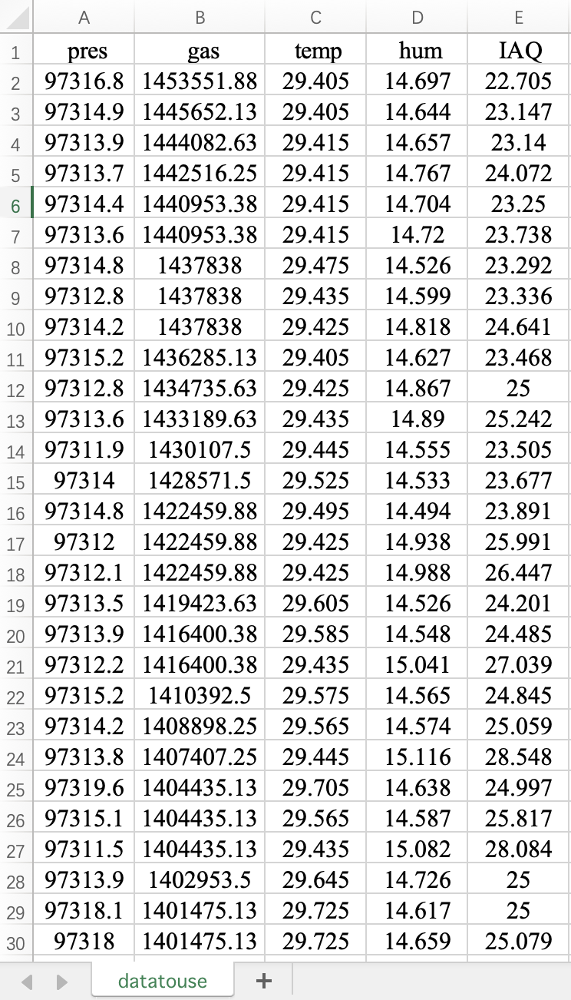 A B C D E
1 pres gas temp hum IAQ
2 97316.8 1453551.88 29.405 14.697 22.705
3 97314.9 1445652.13 29.405 14.644 23.147
4 97313.9 1444082.63 29.415 14.657 23.14
5 97313.7 1442516.25 29.415 14.767 24.072
6 97314.4 1440953.38 29.415 14.704 23.25
7 97313.6 1440953.38 29.415 14.72 23.738
8 97314.8 1437838 29.475 14.526 23.292
9 97312.8 1437838 29.435 14.599 23.336
10 97314.2 1437838 29.425 14.818 24.641
11 97315.2 1436285.13 29.405 14.627 23.468
12 97312.8 1434735.63 29.425 14.867 25
13 97313.6 1433189.63 29.435 14.89 25.242
14 97311.9 1430107.5 29.445 14.555 23.505
15 97314 1428571.5 29.525 14.533 23.677
16 97314.8 1422459.88 29.495 14.494 23.891
17 97312 1422459.88 29.425 14.938 25.991
18 97312.1 1422459.88 29.425 14.988 26.447
19 97313.5 1419423.63 29.605 14.526 24.201
20 97313.9 1416400.38 29.585 14.548 24.485
21 97312.2 1416400.38 29.435 15.041 27.039
22 97315.2 1410392.5 29.575 14.565 24.845
23 97314.2 1408898.25 29.565 14.574 25.059
24 97313.8 1407407.25 29.445 15.116 28.548
25 97319.6 1404435.13 29.705 14.638 24.997
26 97315.1 1404435.13 29.565 14.587 25.817
27 97311.5 1404435.13 29.435 15.082 28.084
28 97313.9 1402953.5 29.645 14.726 25
29 97318.1 1401475.13 29.725 14.617 25
30 97318 1401475.13 29.725 14.659 25.079
datatouse +